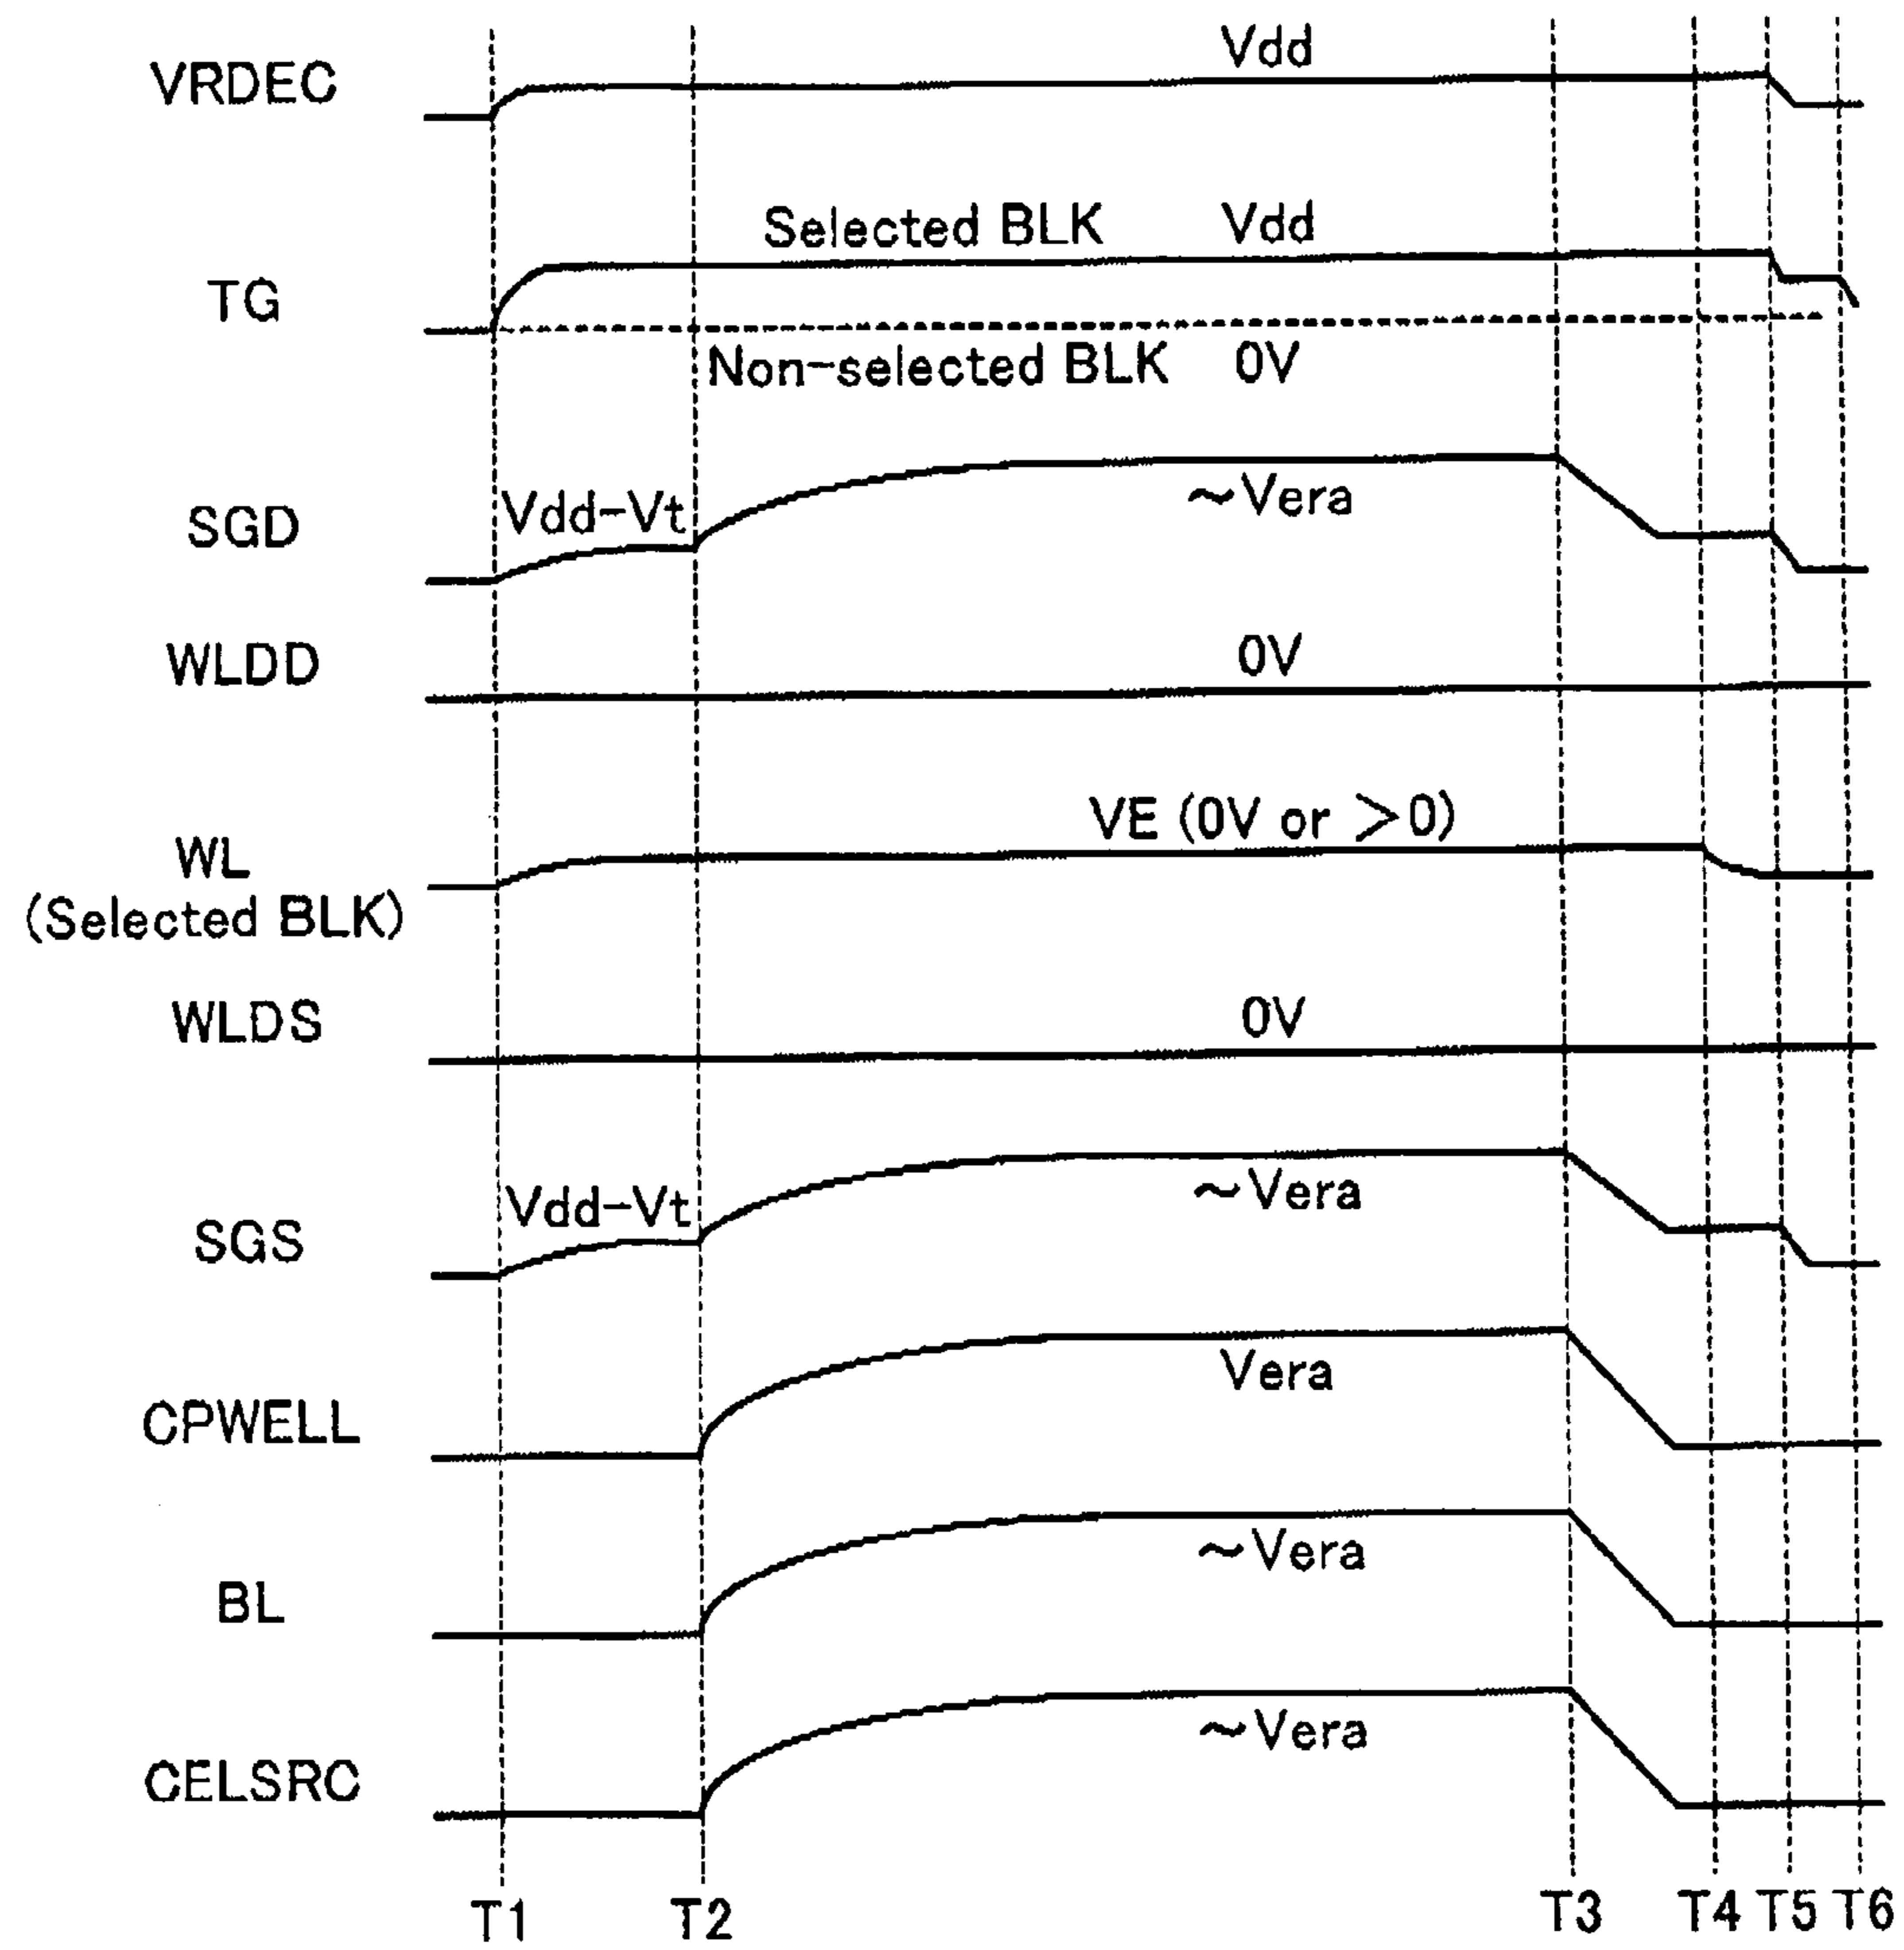 VRDEC Vdd
TG Selected BLK Vdd
Non-selected BLK 0V
SGD Vdd-Vt ~Vera
WLDD 0V
WL VE (0V or >0)
(Selected BLK)
WLDS 0V
SGS Vdd-Vt ~Vera
CPWELL Vera
BL ~Vera
CELSRC ~Vera
T1 T2 T3 T4 T5 T6